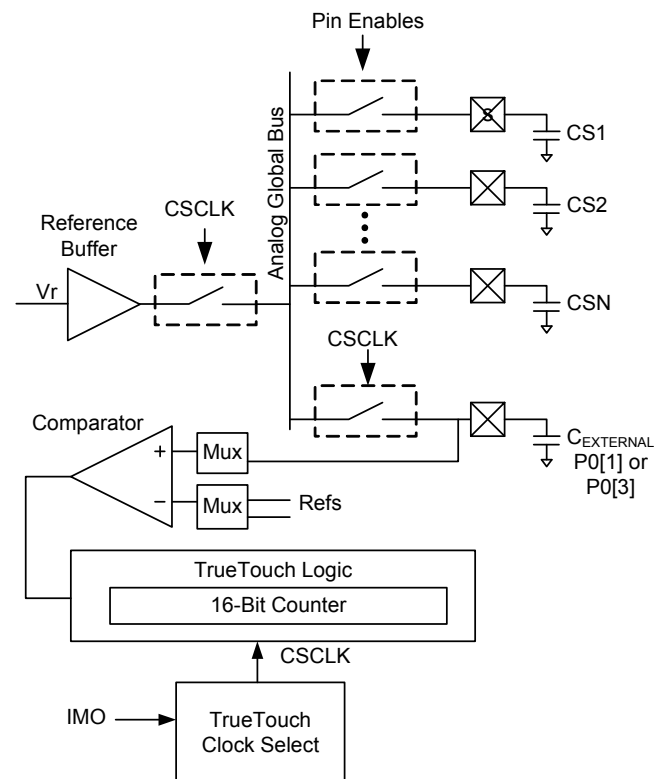 Pin Enables
Analog Global Bus
S
CS1
CS2
Reference
Buffer
CSCLK
Vr
CSN
CSCLK
Comparator
+
Mux
CEXTERNAL
P0[1] or
P0[3]
−
Mux
Refs
TrueTouch Logic
16-Bit Counter
CSCLK
IMO
TrueTouch
Clock Select